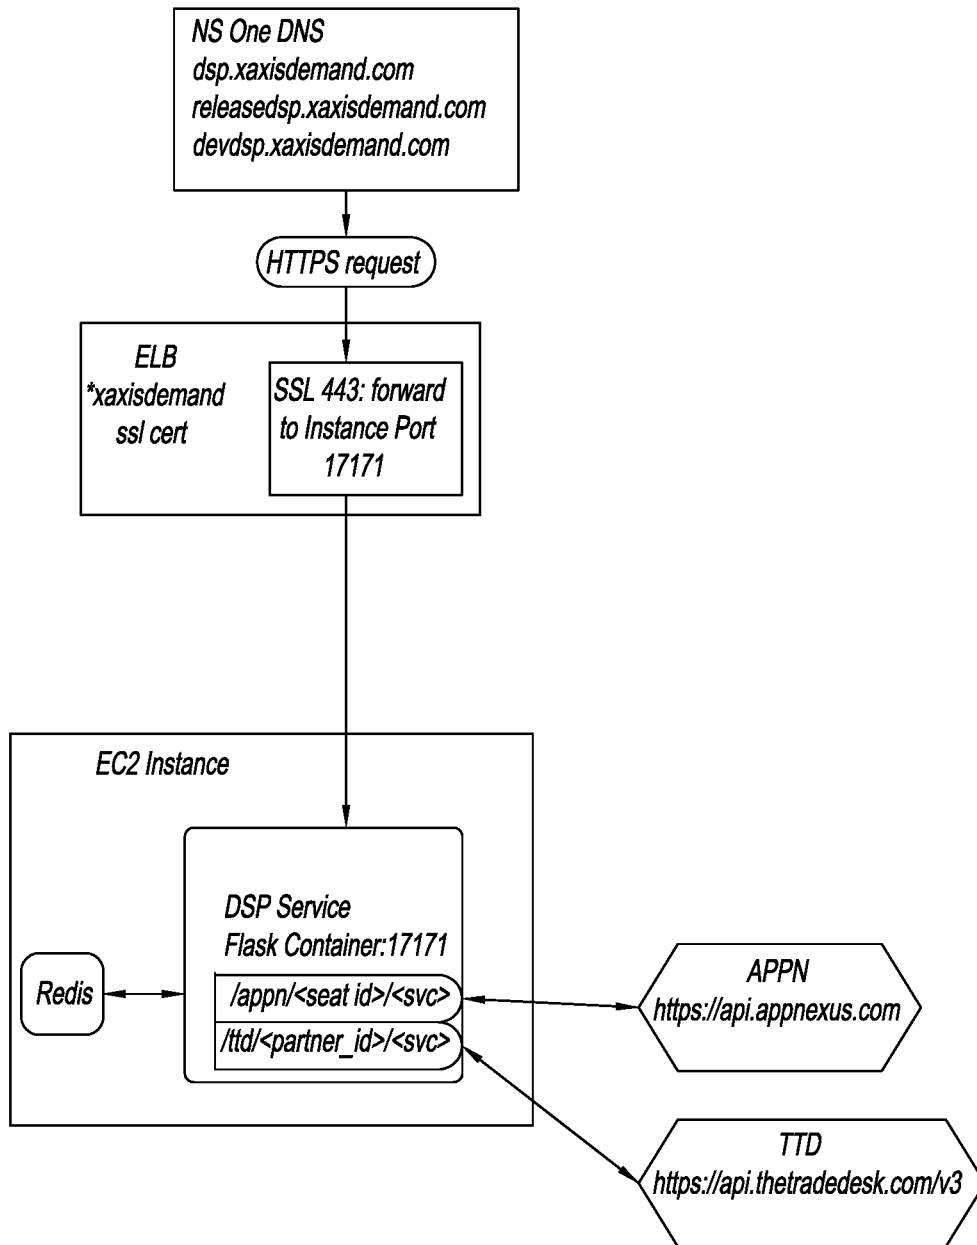 NS One DNS
dsp.xaxisdemand.com
releasedsp.xaxisdemand.com
devdsp.xaxisdemand.com
HTTPS request
ELB
*xaxisdemand
ssl cert
SSL 443: forward
to Instance Port
17171
EC2 Instance
DSP Service
Flask Container:17171
Redis
/appn/<seat id>/<svc>
/ttd/<partner_id>/<svc>
APPN
https://api.appnexus.com
TTD
https://api.thetradedesk.com/v3